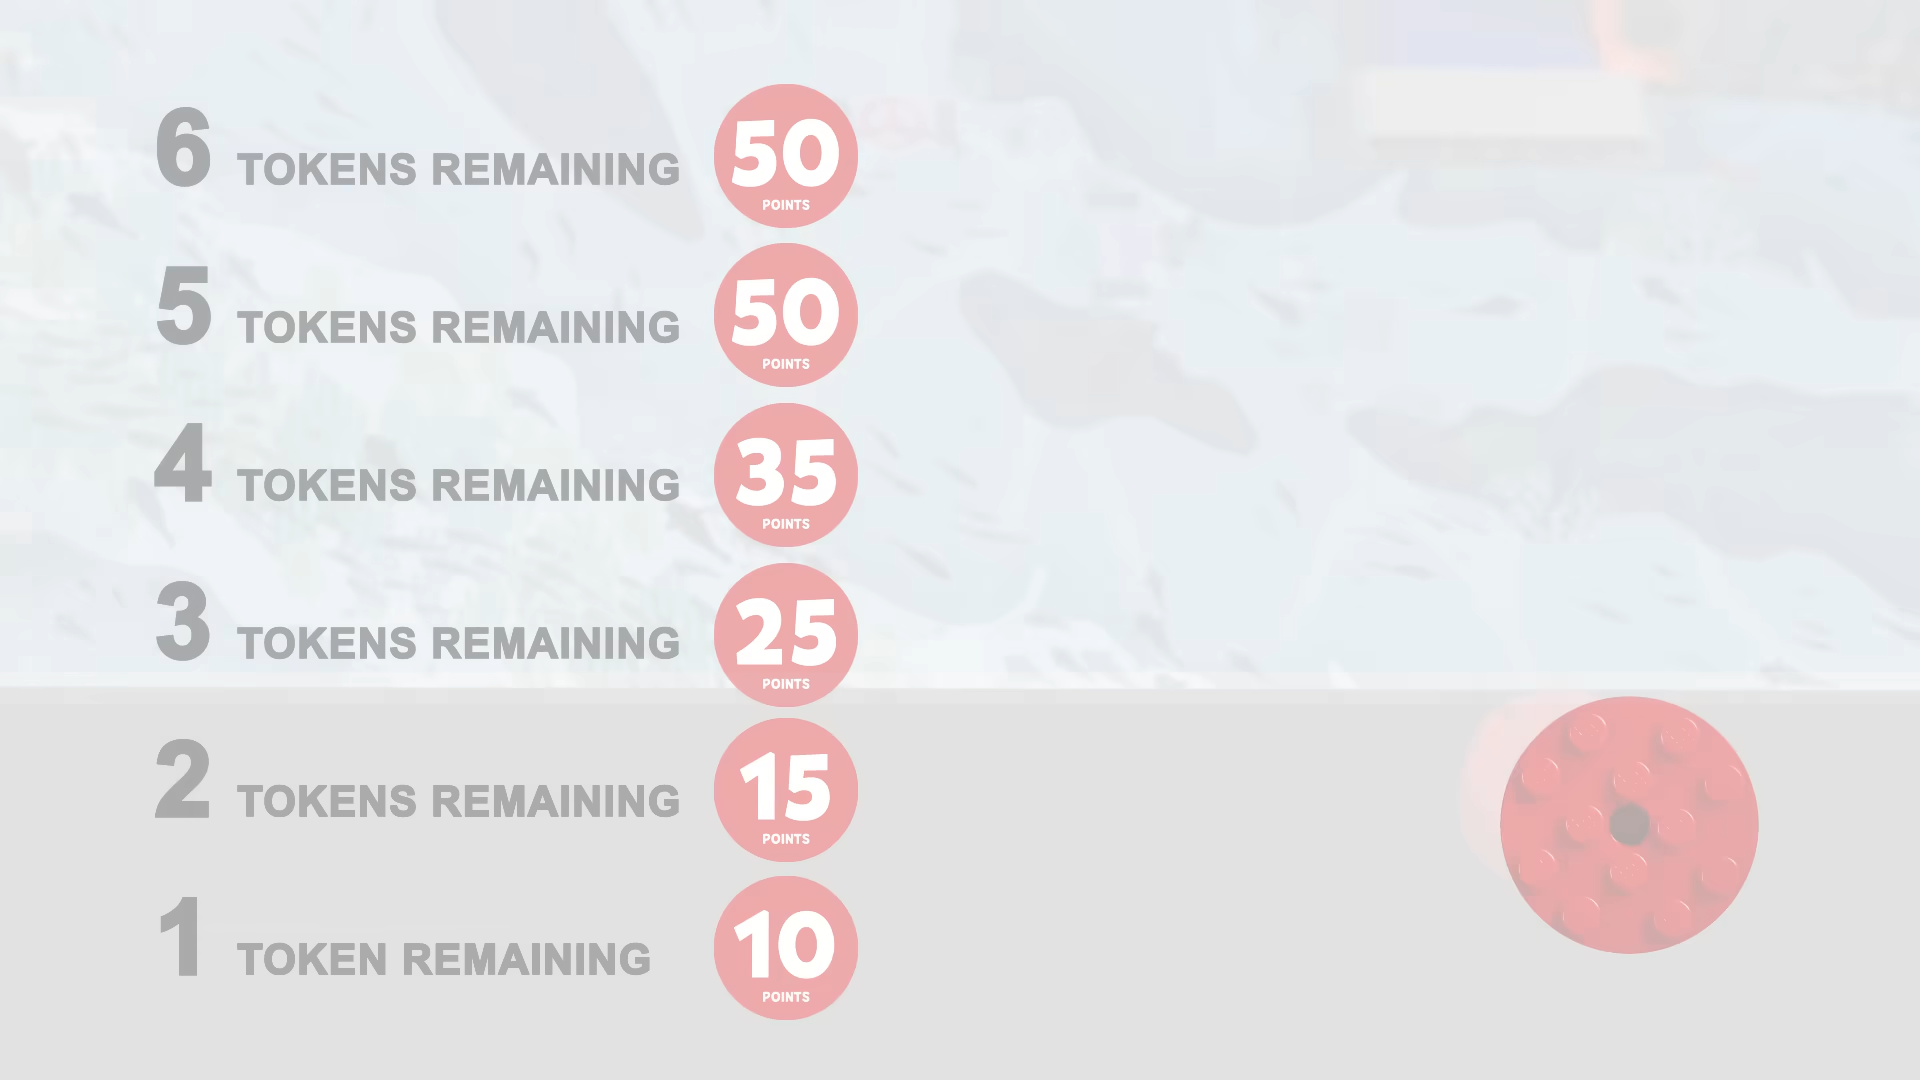 6 TOKENS REMAINING 50 POINTS
5 TOKENS REMAINING 50 POINTS
4 TOKENS REMAINING 35 POINTS
3 TOKENS REMAINING 25 POINTS
2 TOKENS REMAINING 15 POINTS
1 TOKEN REMAINING 10 POINTS